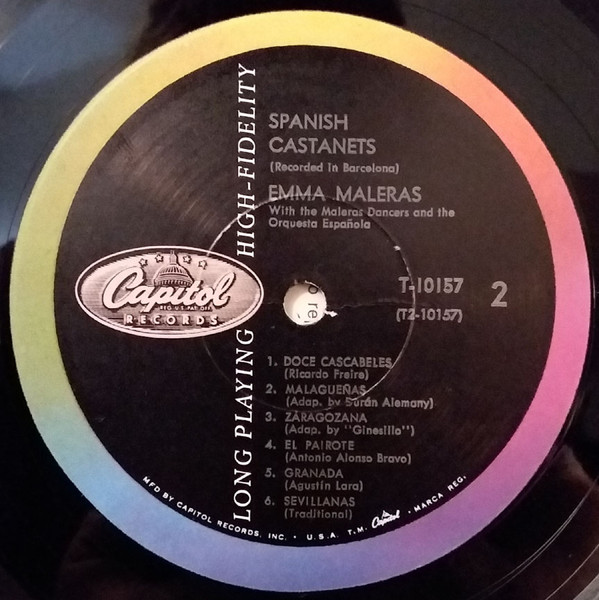 SPANISH
CASTANETS
(Recorded in Barcelona)
EMMA MALERAS
With the Maleras Dancers and the
Orquesta Española
LONG PLAYING HIGH-FIDELITY
Capitol
REG. U.S. PAT. OFF.
RECORDS
T-10157
2
(T2-10157)
1. DOCE CASCABELES
(Ricardo Freire)
2. MALAGUEÑAS
(Adap. by Durán Alemany)
3. ZARAGOZANA
(Adap. by "Ginesillo")
4. EL PAIROTE
(Antonio Alonso Bravo)
5. GRANADA
(Agustín Lara)
6. SEVILLANAS
(Traditional)
MFD BY CAPITOL RECORDS, INC. • U.S.A. T.M. Capitol • MARCA REG.